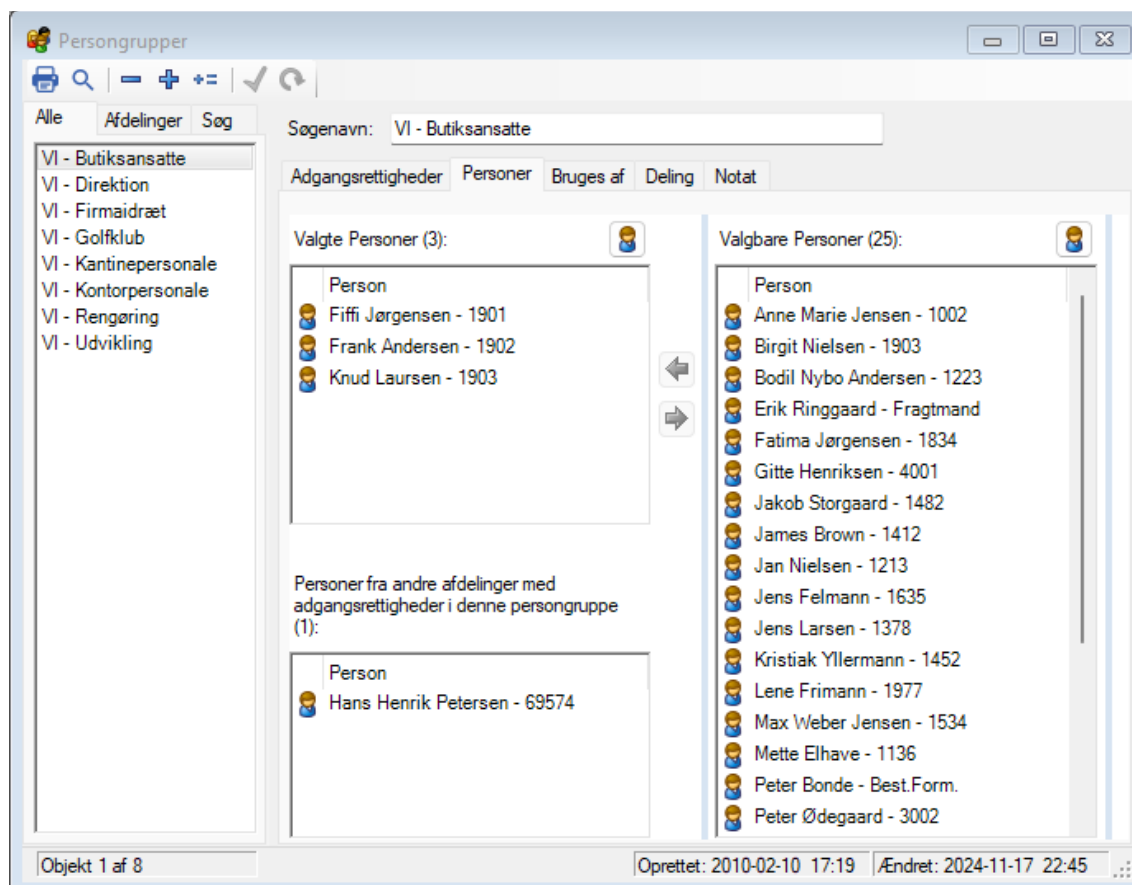 Persongrupper
Alle Afdelinger Søg
VI - Butiksansatte
VI - Direktion
VI - Firmaidræt
VI - Golfklub
VI - Kantinepersonale
VI - Kontorpersonale
VI - Rengøring
VI - Udvikling
Søgenavn: VI - Butiksansatte
Adgangsrettigheder Personer Bruges af Deling Notat
Valgte Personer (3):
Person
Fiffi Jørgensen - 1901
Frank Andersen - 1902
Knud Laursen - 1903
Personer fra andre afdelinger med
adgangsrettigheder i denne persongruppe
(1):
Person
Hans Henrik Petersen - 69574
Valgbare Personer (25):
Person
Anne Marie Jensen - 1002
Birgit Nielsen - 1903
Bodil Nybo Andersen - 1223
Erik Ringgaard - Fragtmand
Fatima Jørgensen - 1834
Gitte Henriksen - 4001
Jakob Storgaard - 1482
James Brown - 1412
Jan Nielsen - 1213
Jens Felmann - 1635
Jens Larsen - 1378
Kristiak Yllermann - 1452
Lene Frimann - 1977
Max Weber Jensen - 1534
Mette Elhave - 1136
Peter Bonde - Best.Form.
Peter Ødegaard - 3002
Objekt 1 af 8
Oprettet: 2010-02-10 17:19
Ændret: 2024-11-17 22:45